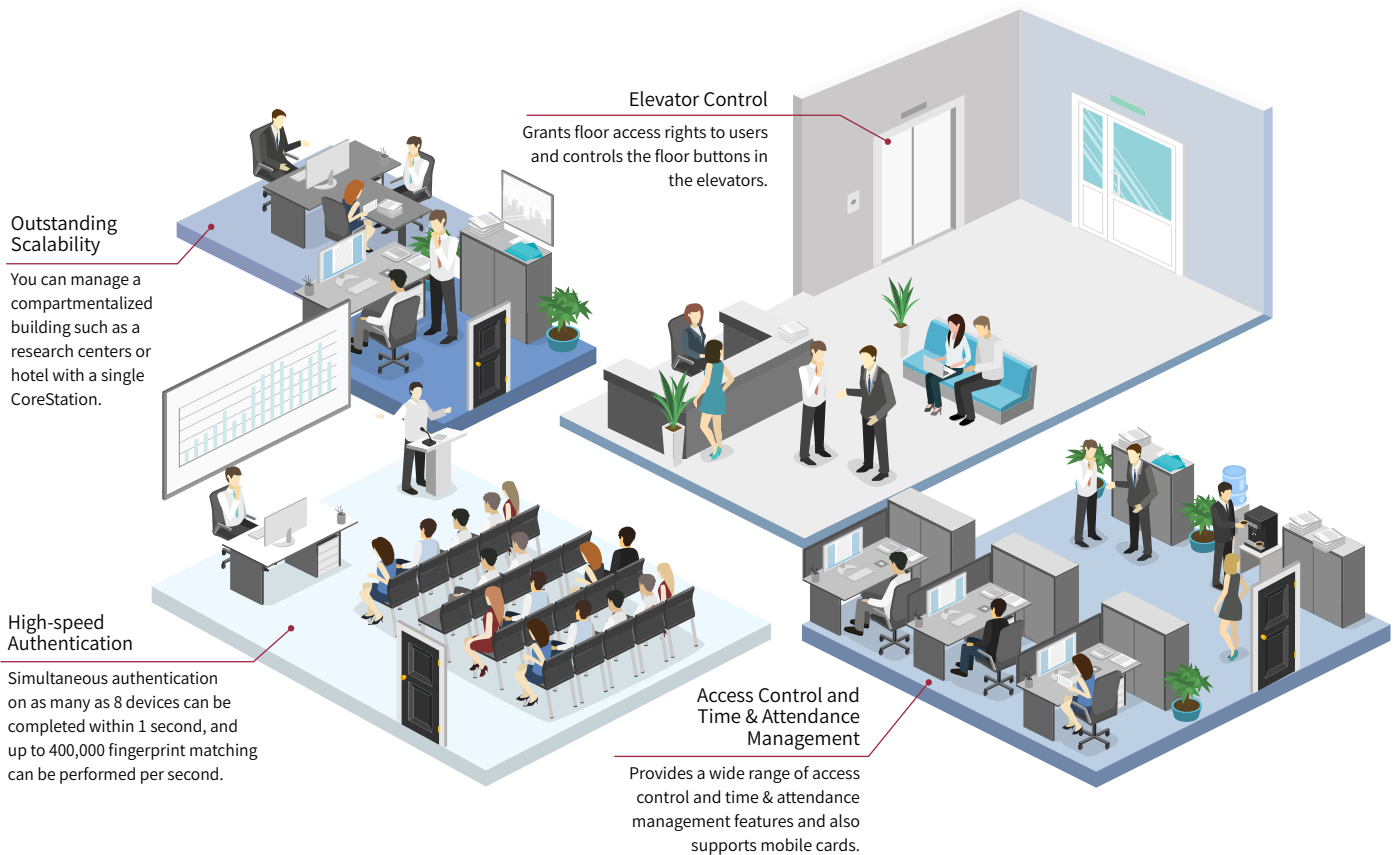 Elevator Control
Grants floor access rights to users
and controls the floor buttons in
the elevators.
Outstanding
Scalability
You can manage a
compartmentalized
building such as a
research centers or
hotel with a single
CoreStation.
High-speed
Authentication
Simultaneous authentication
on as many as 8 devices can be
completed within 1 second, and
up to 400,000 fingerprint matching
can be performed per second.
Access Control and
Time & Attendance
Management
Provides a wide range of access
control and time & attendance
management features and also
supports mobile cards.